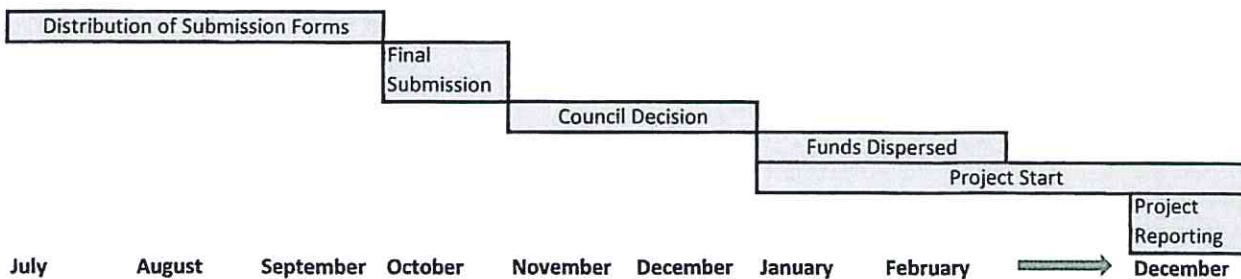 Distribution of Submission Forms
Final
Submission
Council Decision
Funds Dispersed
Project Start
Project
Reporting
July August September October November December January February December